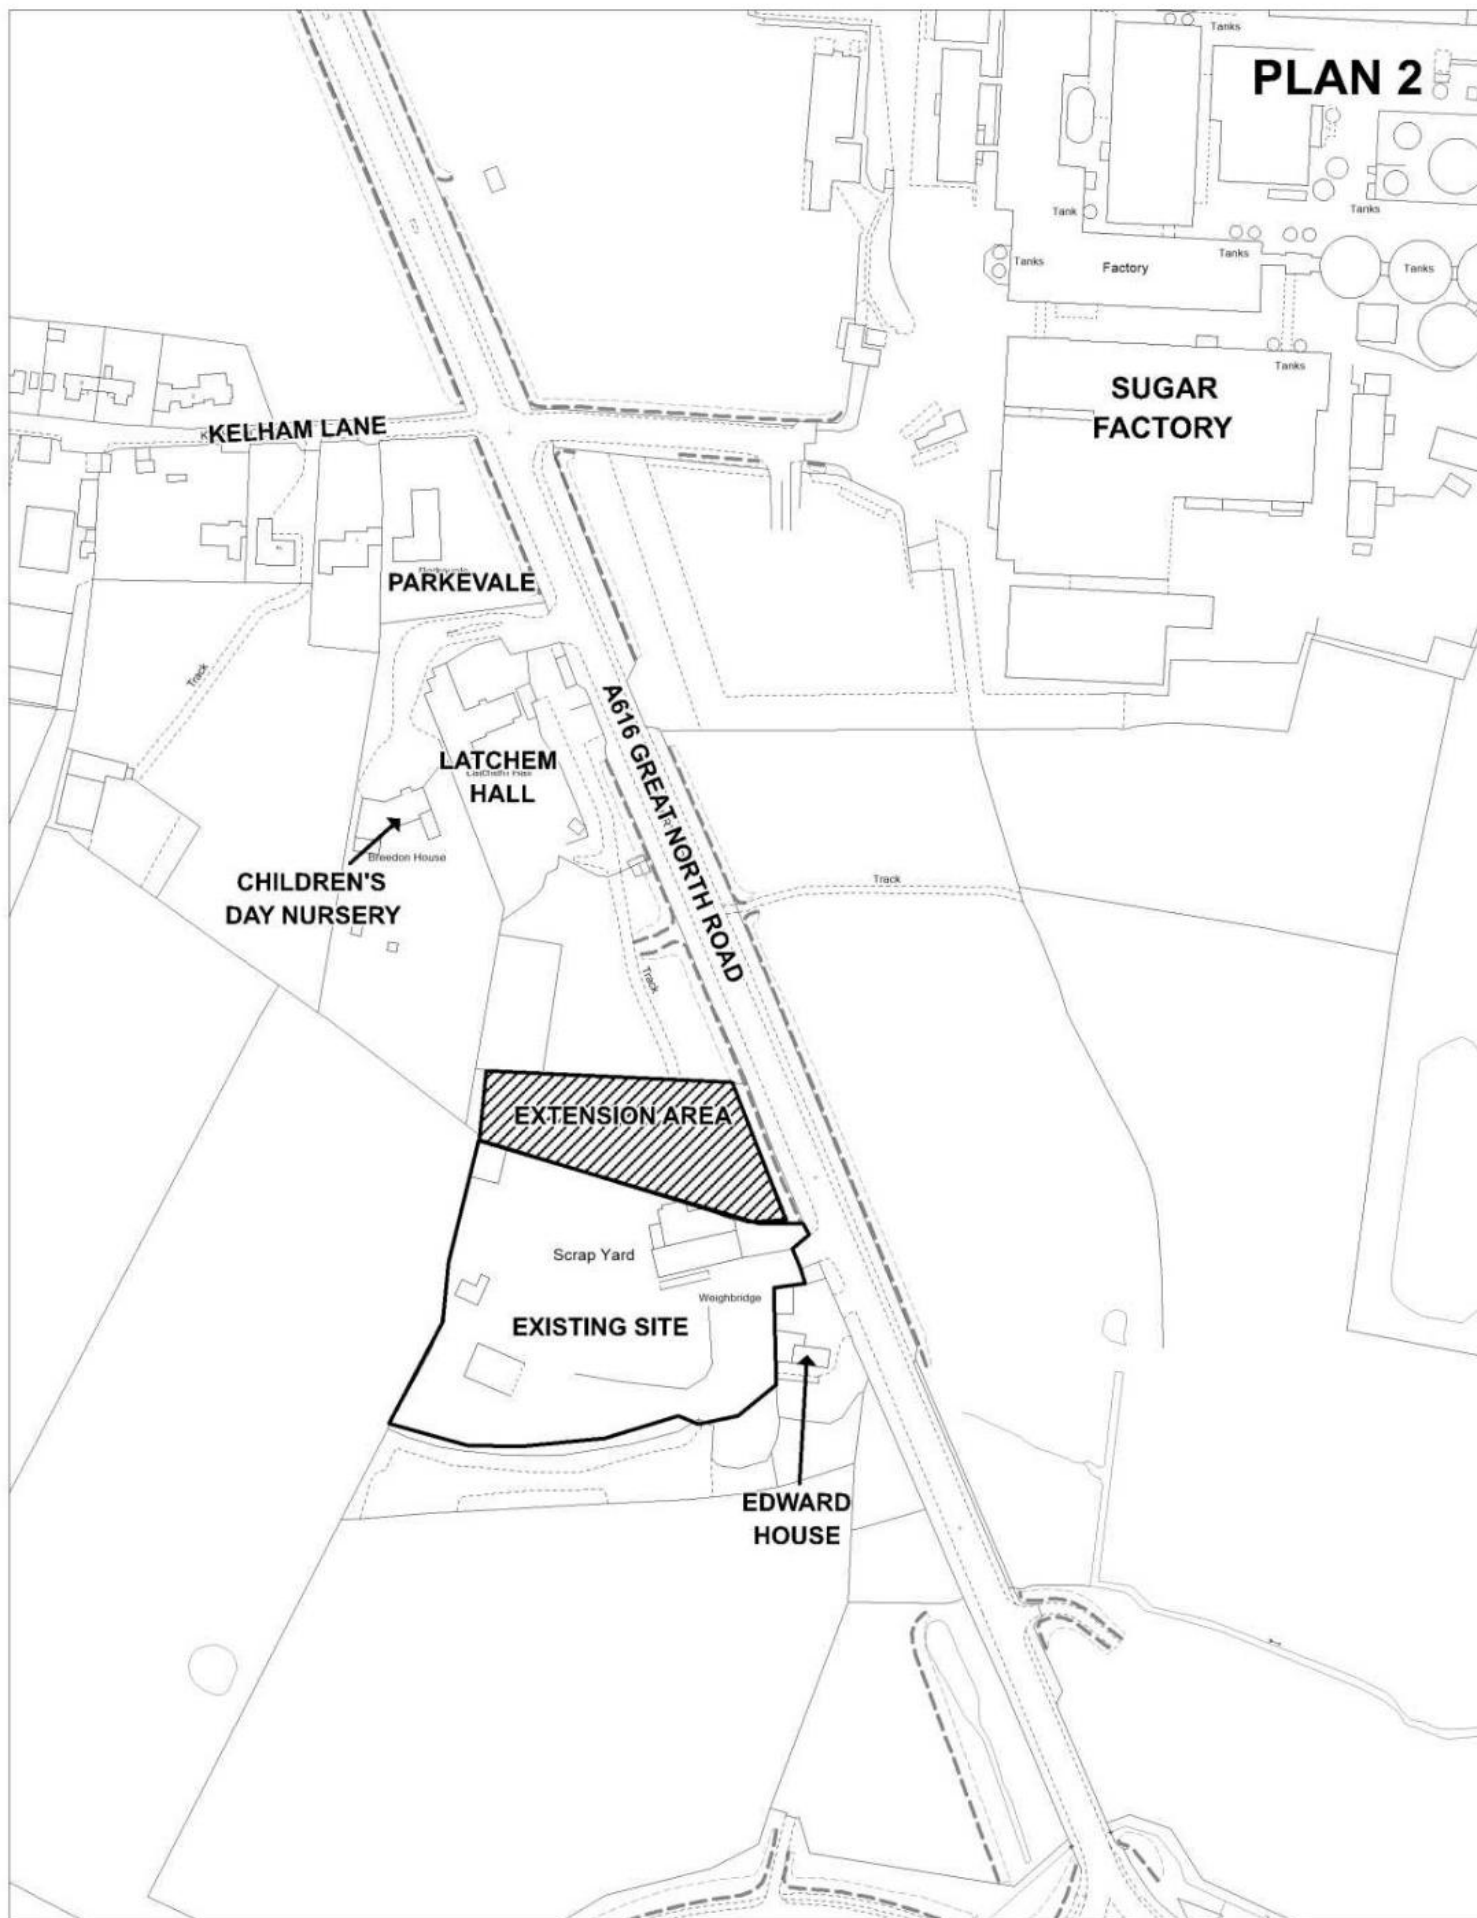 Tanks
PLAN 2
Tank
Tanks
Tanks
Tanks
Factory
Tanks
Tanks
SUGAR
FACTORY
KELHAM LANE
PARKEVALE
Track
A616 GREAT NORTH ROAD
LATCHEM
HALL
Breedon House
CHILDREN'S
DAY NURSERY
Track
Track
EXTENSION AREA
Scrap Yard
Weighbridge
EXISTING SITE
EDWARD
HOUSE